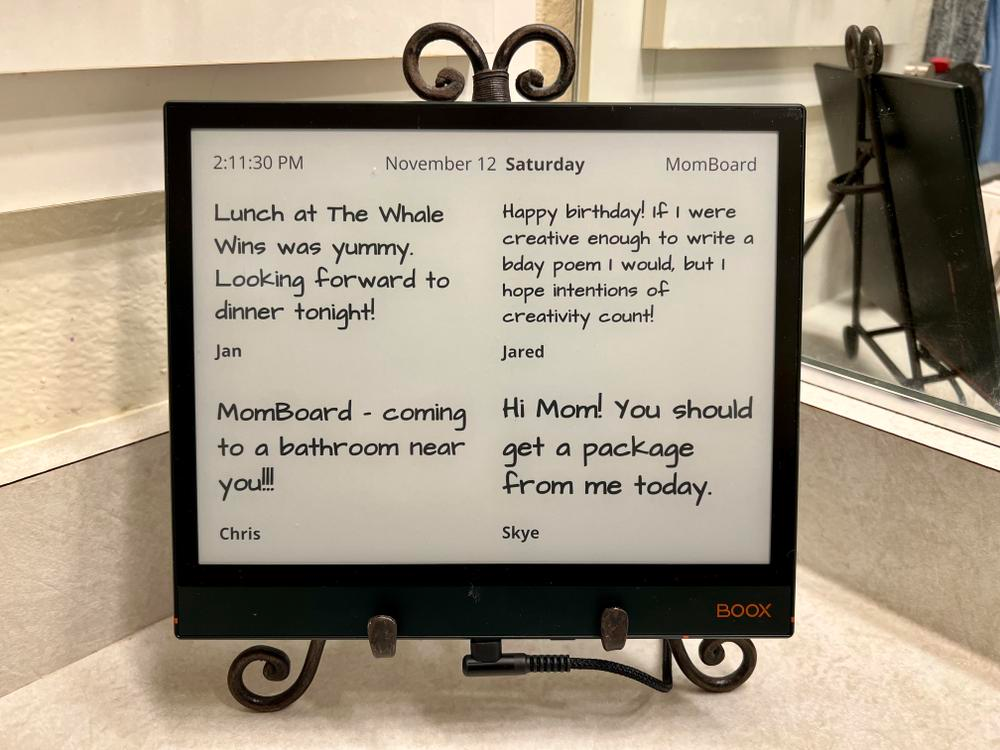 2:11:30 PM November 12 Saturday MomBoard
Lunch at The Whale
Wins was yummy.
Looking forward to
dinner tonight!
Jan
Happy birthday! If I were
creative enough to write a
bday poem I would, but I
hope intentions of
creativity count!
Jared
MomBoard - coming
to a bathroom near
you!!!
Chris
Hi Mom! You should
get a package
from me today.
Skye
BOOX